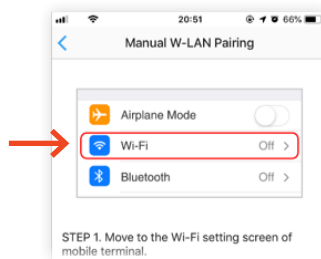 20:51 66%
Manual W-LAN Pairing
Airplane Mode
Wi-Fi Off
Bluetooth Off
STEP 1. Move to the Wi-Fi setting screen of
mobile terminal.